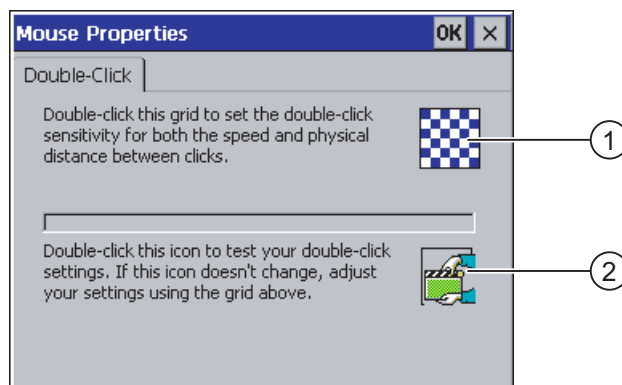 Mouse Properties OK ×
Double-Click
Double-click this grid to set the double-click
sensitivity for both the speed and physical
distance between clicks.
1
Double-click this icon to test your double-click
settings. If this icon doesn't change, adjust
your settings using the grid above.
2